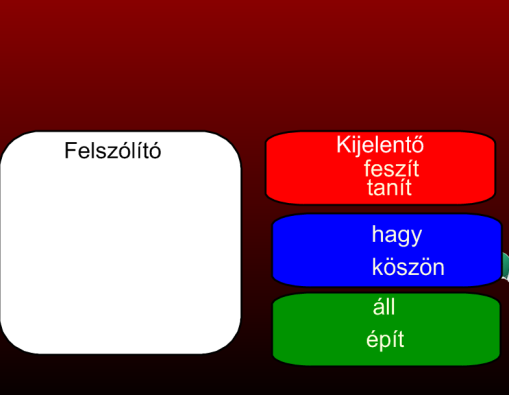 Felszólító
Kijelentő
feszít
tanít
hagy
köszön
áll
épít